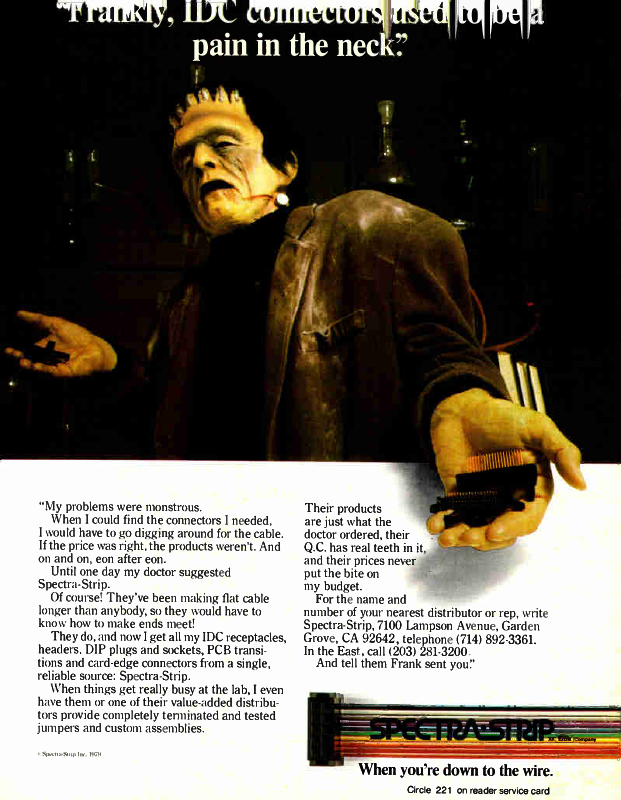 "Frankly, IDC connectors used to be a
pain in the neck."
"My problems were monstrous.
When I could find the connectors I needed,
I would have to go digging around for the cable.
If the price was right, the products weren't. And
on and on, eon after eon.
Until one day my doctor suggested
Spectra-Strip.
Of course! They've been making flat cable
longer than anybody, so they would have to
know how to make ends meet!
They do, and now I get all my IDC receptacles,
headers. DIP plugs and sockets, PCB transi-
tions and card-edge connectors from a single,
reliable source: Spectra-Strip.
When things get really busy at the lab, I even
have them or one of their value-added distribu-
tors provide completely terminated and tested
jumpers and custom assemblies.
Their products
are just what the
doctor ordered, their
Q.C. has real teeth in it,
and their prices never
put the bite on
my budget.
For the name and
number of your nearest distributor or rep, write
Spectra-Strip, 7100 Lampson Avenue, Garden
Grove, CA 92642, telephone (714) 892-3361.
In the East, call (203) 281-3200.
And tell them Frank sent you."
Spectra-Strip Inc. 1979
SPECTRA-STRIP
Company
When you're down to the wire.
Circle 221 on reader service card